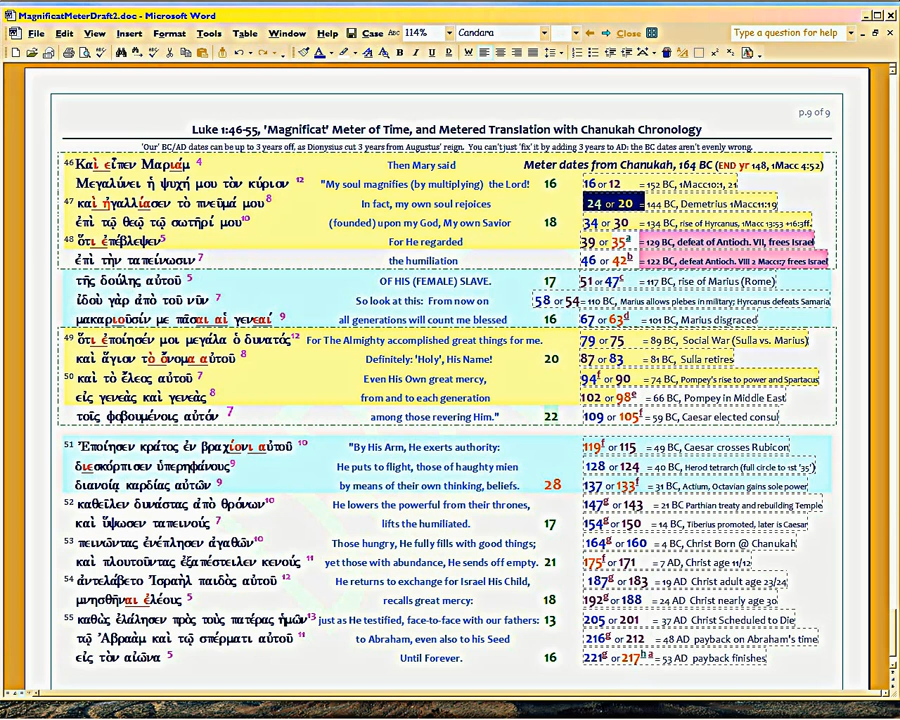 MagnificatMeterDraft2.doc - Microsoft Word
File Edit View Insert Format Tools Table Window Help Case 114% Candara Close Type a question for help
p.9 of 9
Luke 1:46-55, 'Magnificat' Meter of Time, and Metered Translation with Chanukah Chronology
'Our' BC/AD dates can be up to 3 years off, as Dionysius cut 3 years from Augustus' reign. You can't just 'fix' it by adding 3 years to AD; the BC dates aren't evenly wrong.
46 Καὶ εἶπεν Μαριάμ 4 Then Mary said Meter dates from Chanukah, 164 BC (END yr 148, 1Macc 4:52)
Μεγαλύνει ἡ ψυχή μου τὸν κύριον 12 "My soul magnifies (by multiplying) the Lord! 16 16 or 12 = 152 BC, 1Macc10:1, 21
47 καὶ ἠγαλλίασεν τὸ πνεῦμά μου 8 In fact, my own soul rejoices 24 or 20 = 144 BC, Demetrius 1Macc11:19
ἐπὶ τῷ θεῷ τῷ σωτῆρί μου 10 (founded) upon my God, My own Savior 18 34 or 30 = 134 BC, rise of Hyrcanus, 1Macc 13:53 +16:3ff.
48 ὅτι ἐπέβλεψεν 5 For He regarded 39 or 35a = 129 BC, defeat of Antioch. VII, frees Israel
ἐπὶ τὴν ταπείνωσιν 7 the humiliation 46 or 42b = 122 BC, defeat Antioch. VIII 2 Macc1:7 frees Israel
τῆς δούλης αὐτοῦ 5 OF HIS (FEMALE) SLAVE. 17 51 or 47c = 117 BC, rise of Marius (Rome)
ἰδοὺ γὰρ ἀπὸ τοῦ νῦν 7 So look at this: From now on 58 or 54 = 110 BC, Marius allows plebes in military; Hyrcanus defeats Samaria
μακαριοῦσίν με πᾶσαι αἱ γενεαί 9 all generations will count me blessed 16 67 or 63d = 101 BC, Marius disgraced
49 ὅτι ἐποίησέν μοι μεγάλα ὁ δυνατός 12 For The Almighty accomplished great things for me. 79 or 75 = 89 BC, Social War (Sulla vs. Marius)
καὶ ἅγιον τὸ ὄνομα αὐτοῦ 8 Definitely: 'Holy', His Name! 20 87 or 83 = 81 BC, Sulla retires
50 καὶ τὸ ἔλεος αὐτοῦ 7 Even His Own great mercy, 94f or 90 = 74 BC, Pompey's rise to power and Spartacus
εἰς γενεὰς καὶ γενεὰς 8 from and to each generation 102 or 98e = 66 BC, Pompey in Middle East
τοῖς φοβουμένοις αὐτόν 7 among those revering Him." 22 109 or 105f = 59 BC, Caesar elected consul
51 Ἐποίησεν κράτος ἐν βραχίονι αὐτοῦ 10 "By His Arm, He exerts authority: 119f or 115 = 49 BC, Caesar crosses Rubicon
διεσκόρπισεν ὑπερηφάνους 9 He puts to flight, those of haughty mien 128 or 124 = 40 BC, Herod tetrarch (full circle to 1st '35')
διανοίᾳ καρδίας αὐτῶν 9 by means of their own thinking, beliefs. 28 137 or 133f = 31 BC, Actium, Octavian gains sole power
52 καθεῖλεν δυνάστας ἀπὸ θρόνων 10 He lowers the powerful from their thrones, 147g or 143 = 21 BC Parthian treaty and rebuilding Temple
καὶ ὕψωσεν ταπεινούς 7 lifts the humiliated. 17 154g or 150 = 14 BC, Tiberius promoted, later is Caesar
53 πεινῶντας ἐνέπλησεν ἀγαθῶν 10 Those hungry, He fully fills with good things; 164g or 160 = 4 BC, Christ Born @ Chanukah
καὶ πλουτοῦντας ἐξαπέστειλεν κενούς 11 yet those with abundance, He sends off empty. 21 175f or 171 = 7 AD, Christ age 11/12
54 ἀντελάβετο Ἰσραὴλ παιδὸς αὐτοῦ 12 He returns to exchange for Israel His Child, 187g or 183 = 19 AD Christ adult age 23/24
μνησθῆναι ἐλέους 5 recalls great mercy: 18 192g or 188 = 24 AD Christ nearly age 30
55 καθὼς ἐλάλησεν πρὸς τοὺς πατέρας ἡμῶν 13 just as He testified, face-to-face with our fathers: 13 205 or 201 = 37 AD Christ Scheduled to Die
τῷ Ἀβραὰμ καὶ τῷ σπέρματι αὐτοῦ 11 to Abraham, even also to his Seed 216g or 212 = 48 AD payback on Abraham's time
εἰς τὸν αἰῶνα 5 Until Forever. 16 221g or 217h a = 53 AD payback finishes